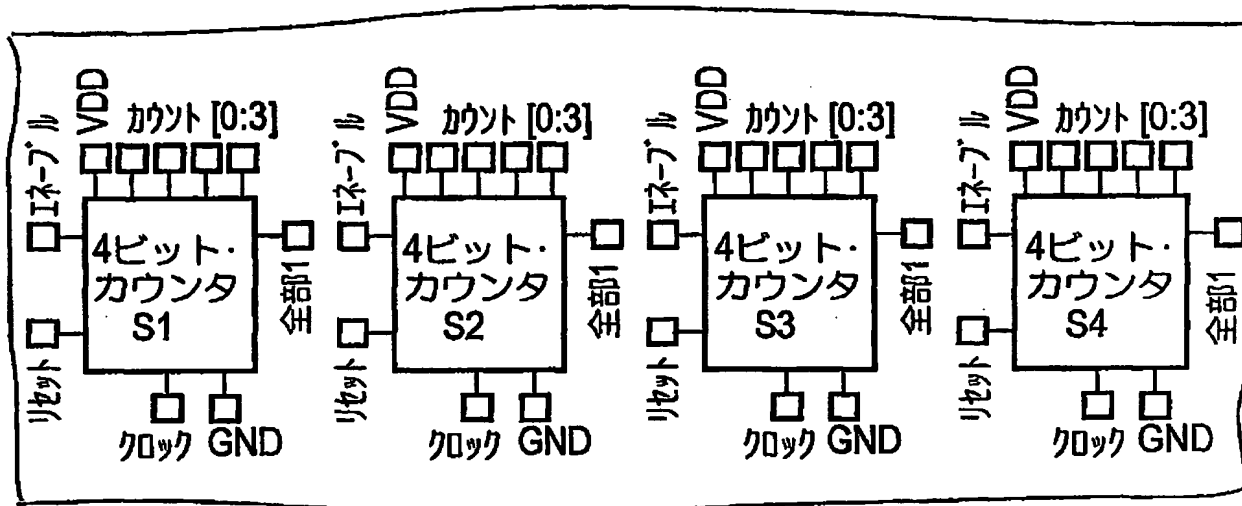 エネーブル
VDD
カウント [0:3]
4ビット・
カウンタ
S1
全部1
リセット
クロック GND
エネーブル
VDD
カウント [0:3]
4ビット・
カウンタ
S2
全部1
リセット
クロック GND
エネーブル
VDD
カウント [0:3]
4ビット・
カウンタ
S3
全部1
リセット
クロック GND
エネーブル
VDD
カウント [0:3]
4ビット・
カウンタ
S4
全部1
リセット
クロック GND